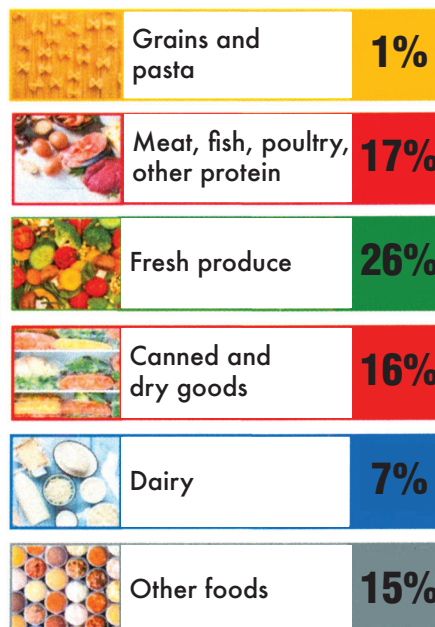 Grains and
pasta
1%
Meat, fish, poultry,
other protein
17%
Fresh produce
26%
Canned and
dry goods
16%
Dairy
7%
Other foods
15%